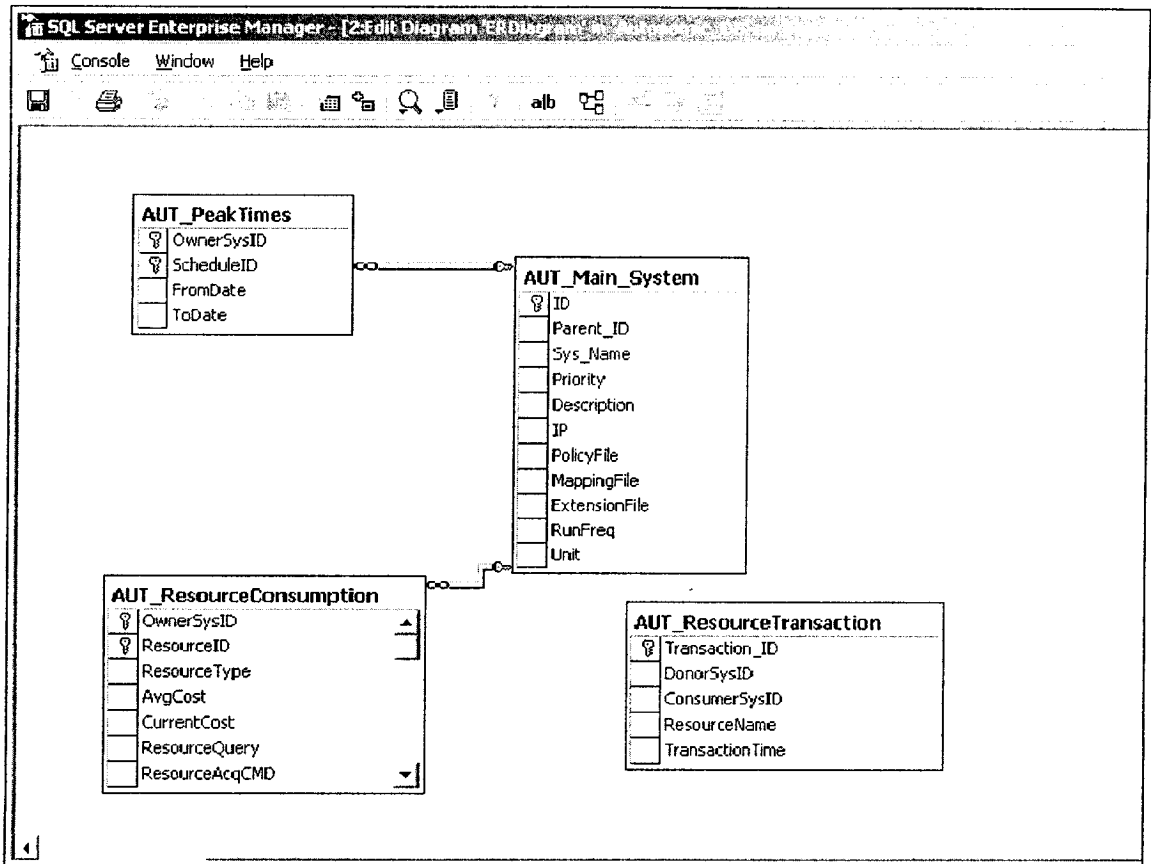 SQL Server Enterprise Manager - [2:Edit Diagram 'ERDiagram'
Console Window Help
ab
AUT_PeakTimes
OwnerSysID
ScheduleID
FromDate
ToDate
AUT_Main_System
ID
Parent_ID
Sys_Name
Priority
Description
IP
PolicyFile
MappingFile
ExtensionFile
RunFreq
Unit
AUT_ResourceConsumption
OwnerSysID
ResourceID
ResourceType
AvgCost
CurrentCost
ResourceQuery
ResourceAcqCMD
AUT_ResourceTransaction
Transaction_ID
DonorSysID
ConsumerSysID
ResourceName
TransactionTime